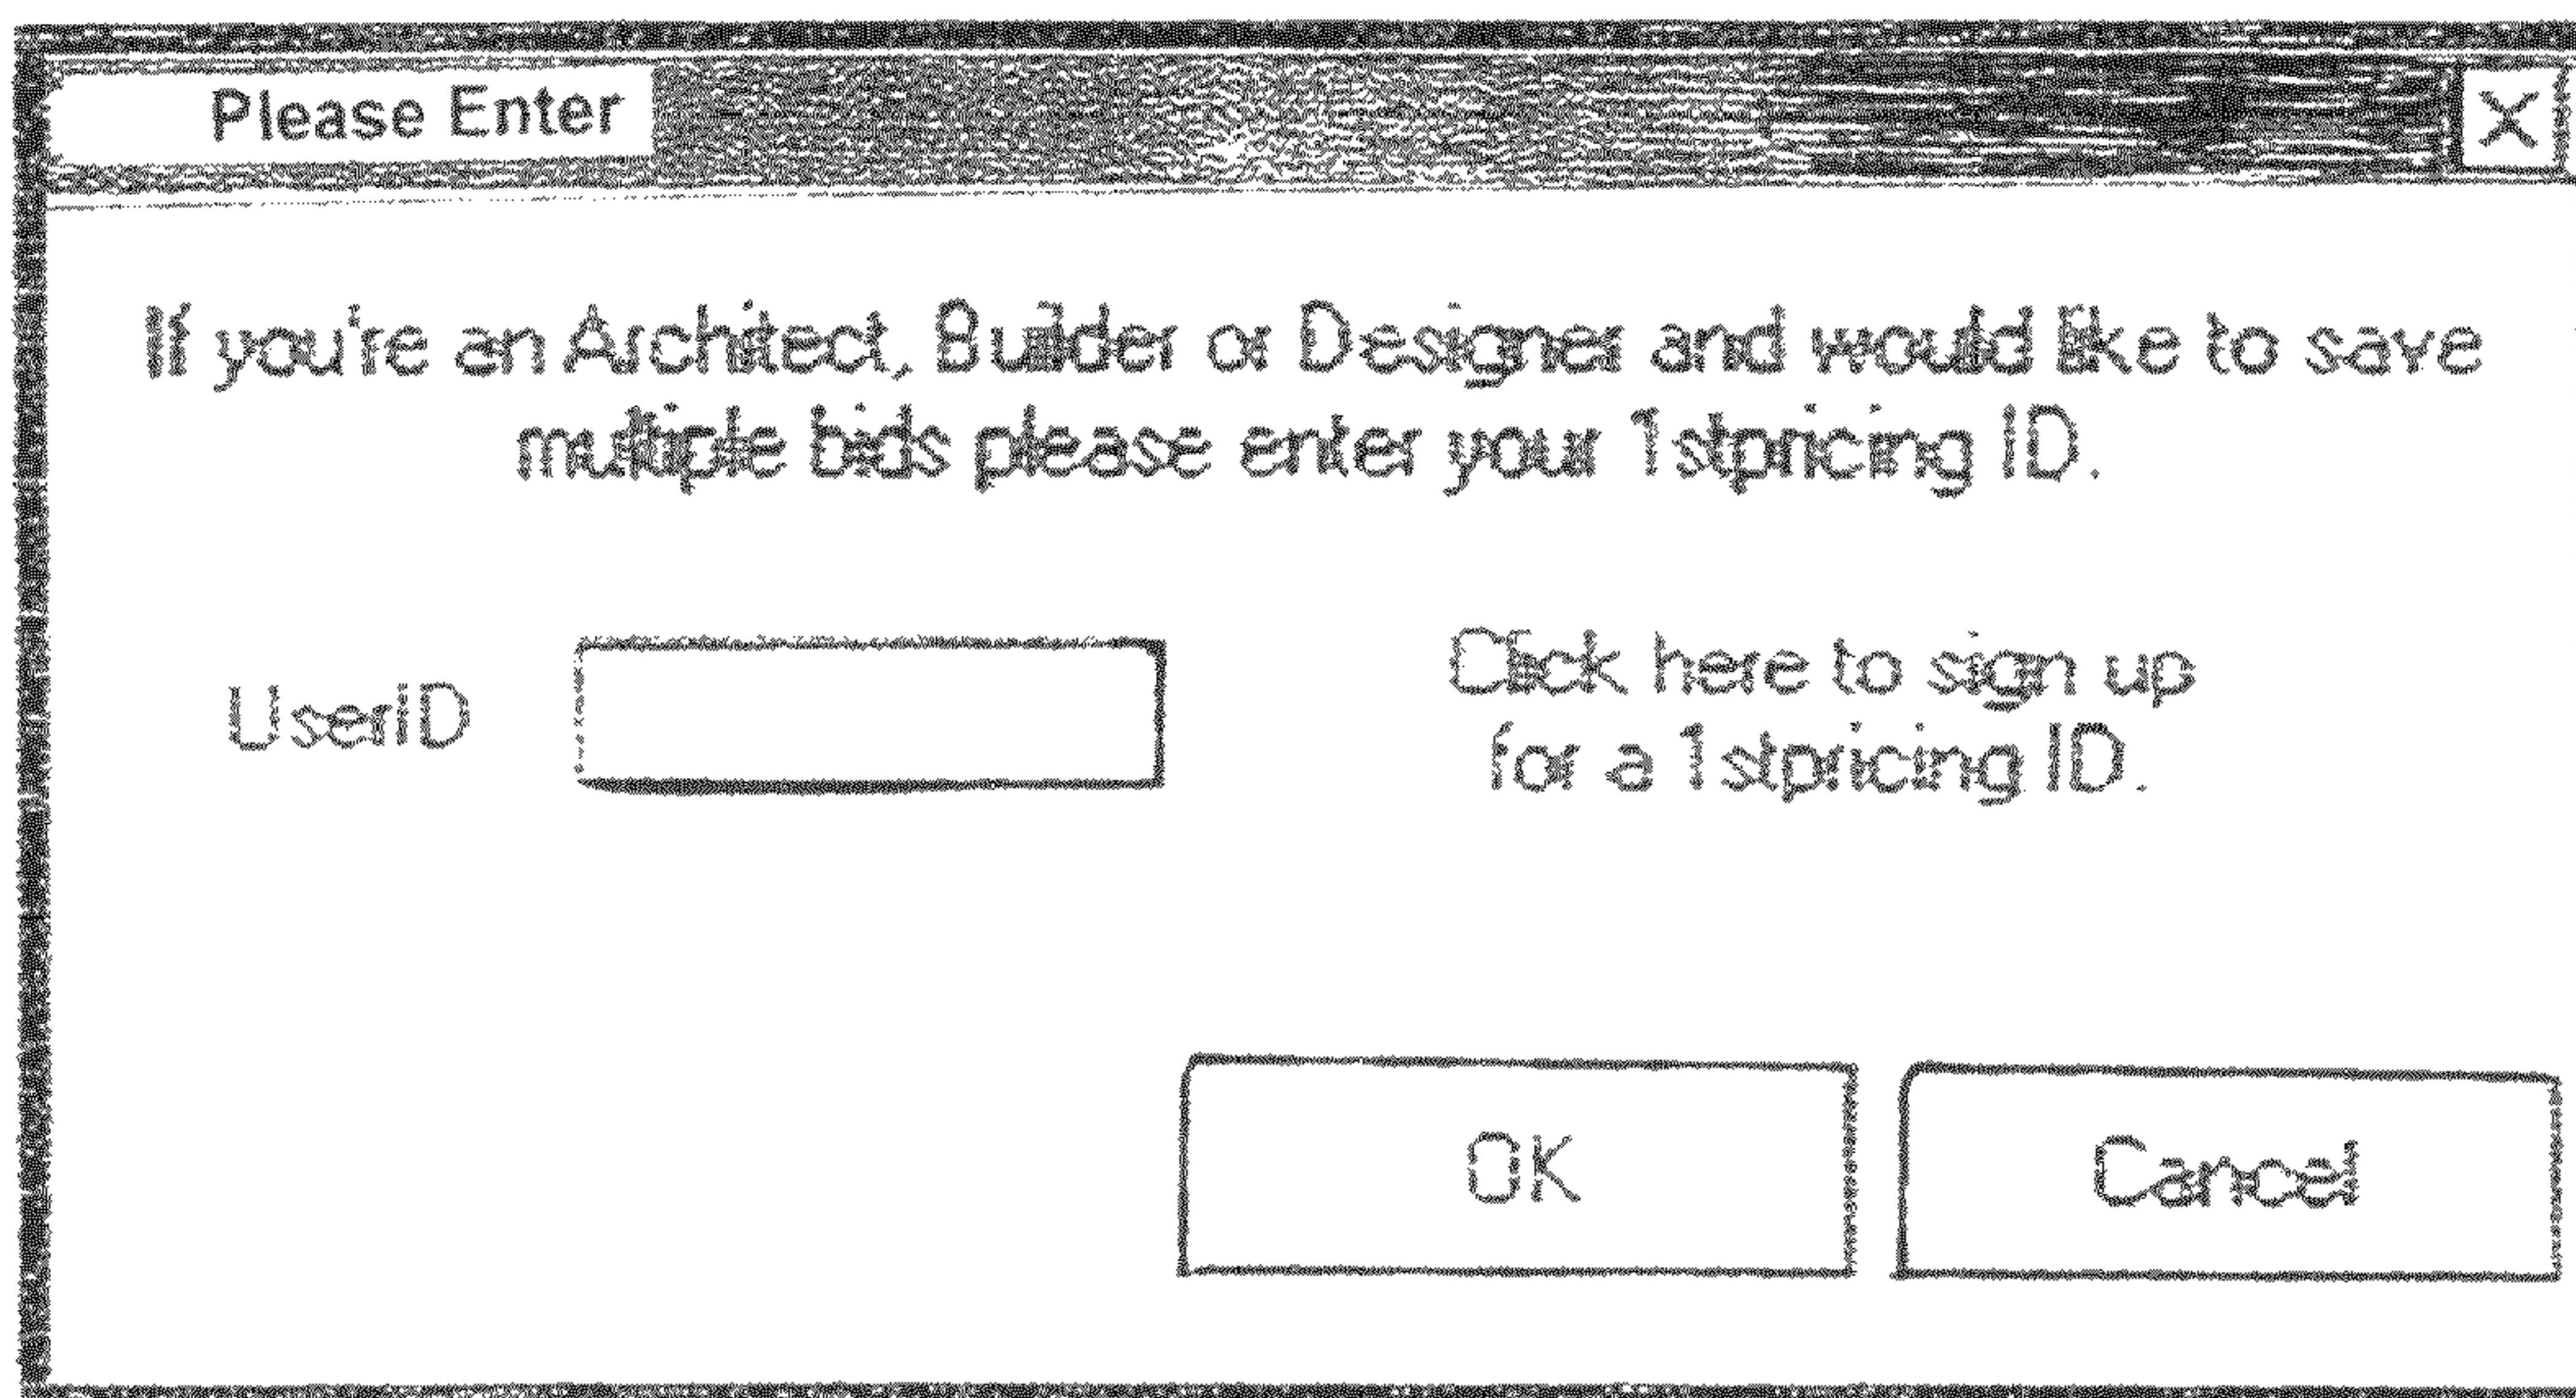 Please Enter
X
If you're an Architect, Builder or Designer and would like to save
multiple bids please enter your 1stpricing ID.
UserID
Click here to sign up
for a 1stpricing ID.
OK
Cancel